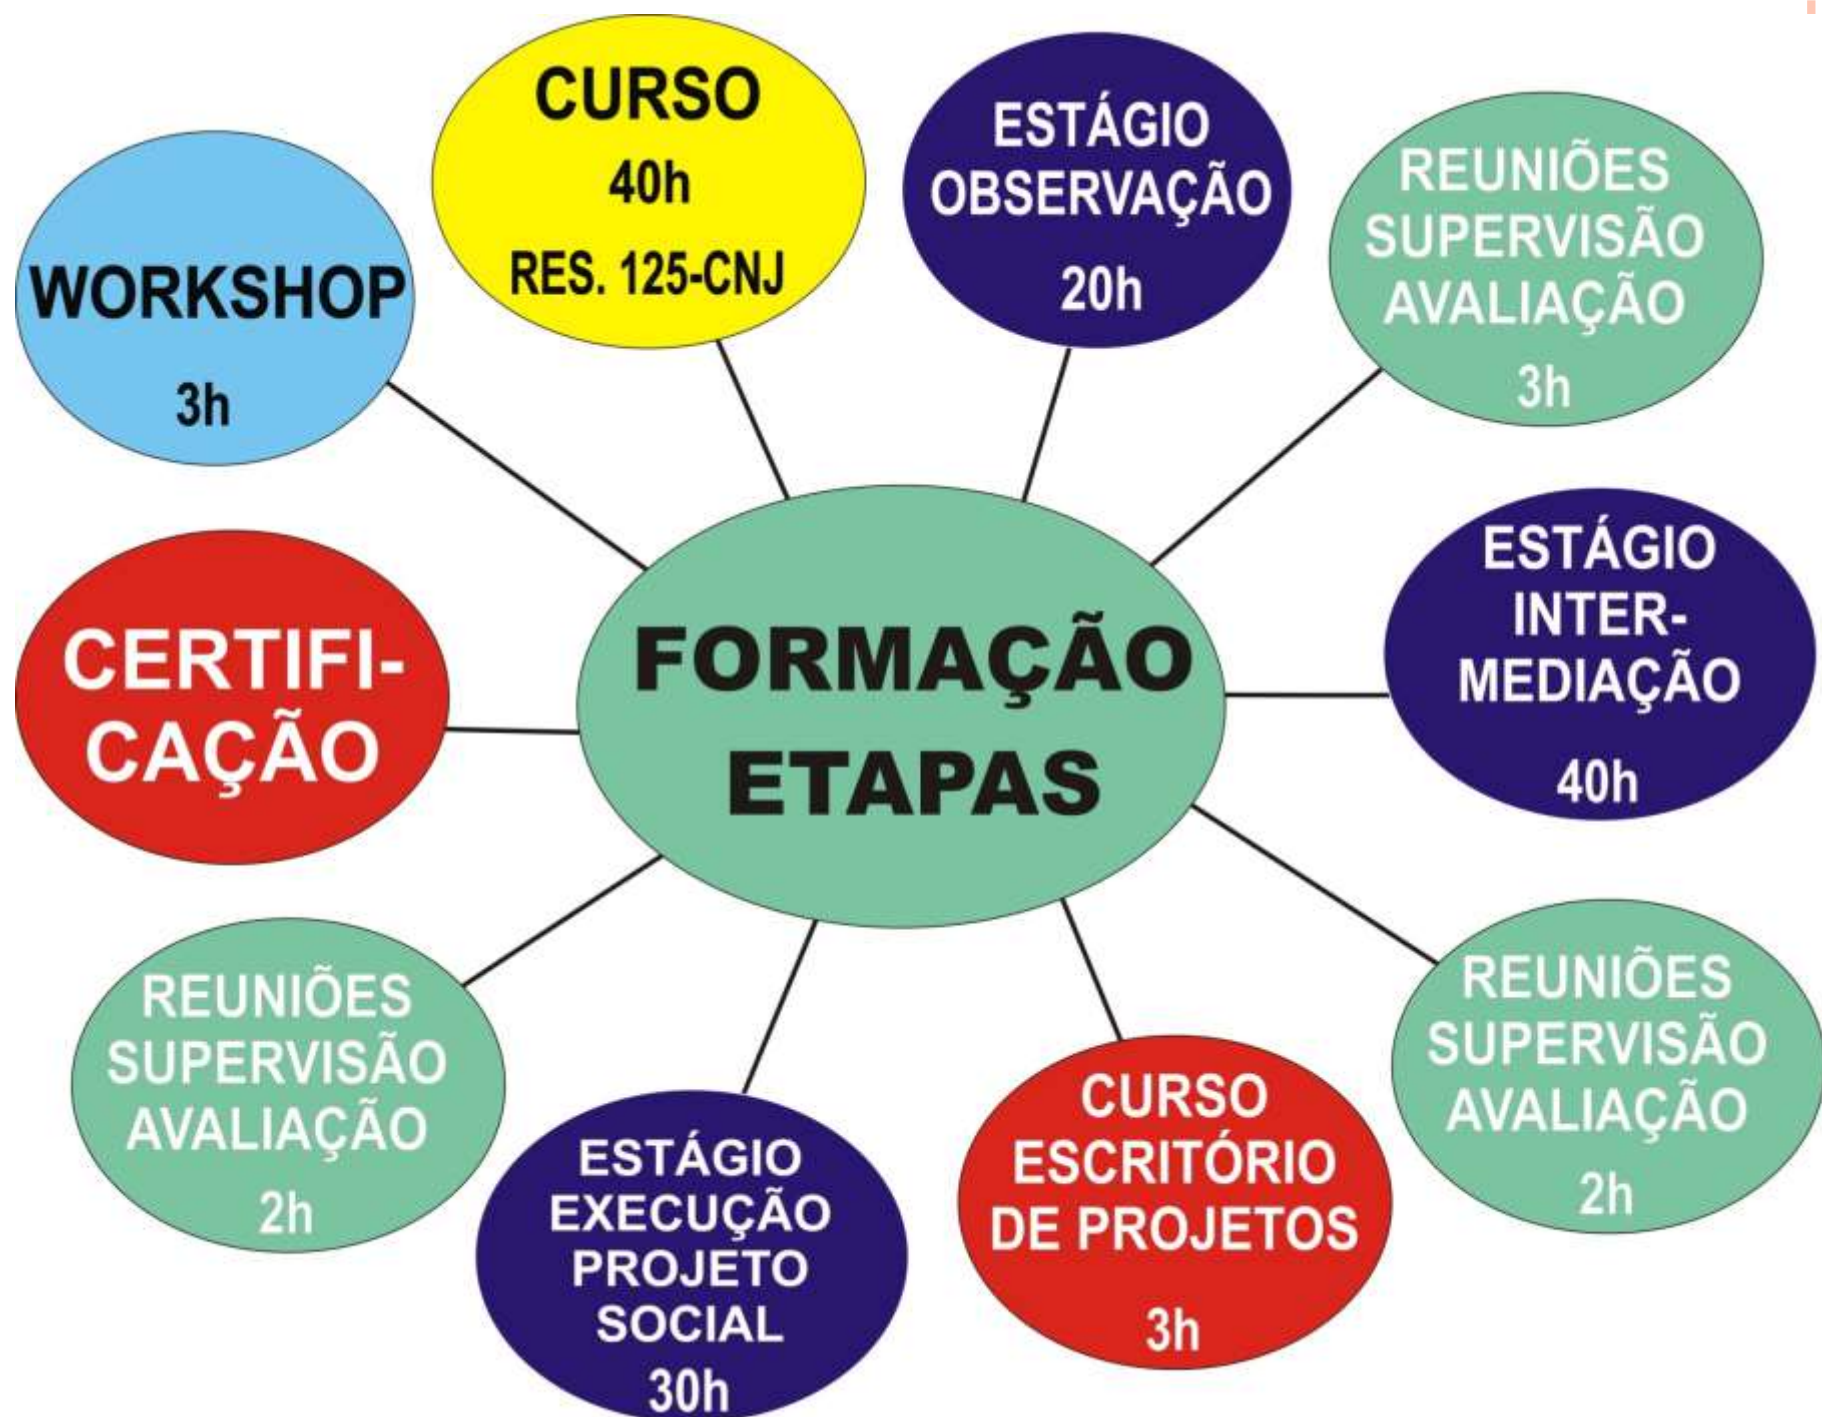 WORKSHOP
3h
CURSO
40h
RES. 125-CNJ
ESTÁGIO
OBSERVAÇÃO
20h
REUNIÕES
SUPERVISÃO
AVALIAÇÃO
3h
ESTÁGIO
INTER-
MEDIAÇÃO
40h
REUNIÕES
SUPERVISÃO
AVALIAÇÃO
2h
CURSO
ESCRITÓRIO
DE PROJETOS
3h
ESTÁGIO
EXECUÇÃO
PROJETO
SOCIAL
30h
REUNIÕES
SUPERVISÃO
AVALIAÇÃO
2h
CERTIFI-
CAÇÃO
FORMAÇÃO
ETAPAS